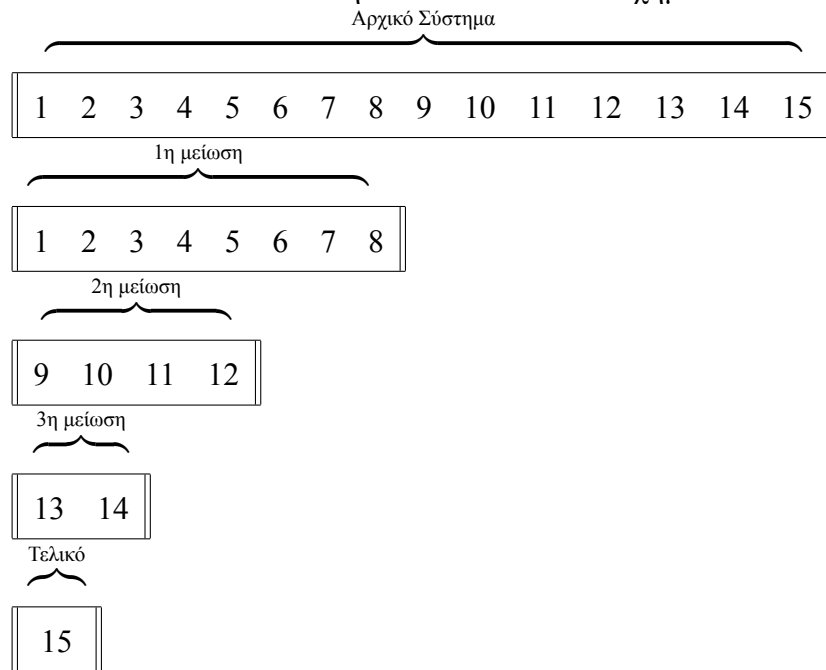 Αρχικό Σύστημα
1 2 3 4 5 6 7 8 9 10 11 12 13 14 15
1η μείωση
1 2 3 4 5 6 7 8
2η μείωση
9 10 11 12
3η μείωση
13 14
Τελικό
15